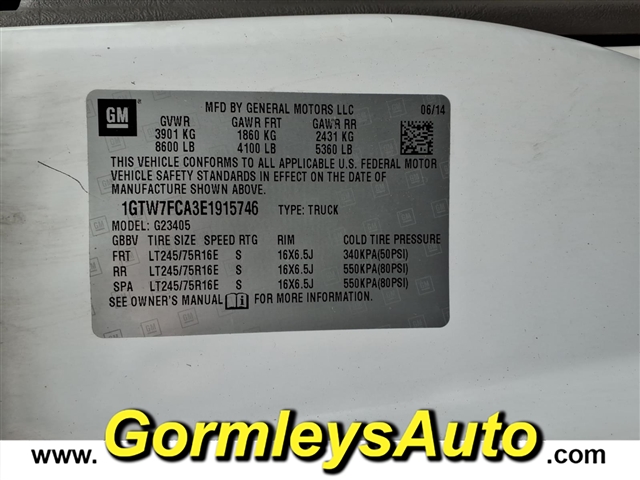 GM
MFD BY GENERAL MOTORS LLC 06/14
GVWR GAWR FRT GAWR RR
3901 KG 1860 KG 2431 KG
8600 LB 4100 LB 5360 LB
THIS VEHICLE CONFORMS TO ALL APPLICABLE U.S. FEDERAL MOTOR
VEHICLE SAFETY STANDARDS IN EFFECT ON THE DATE OF
MANUFACTURE SHOWN ABOVE.
1GTW7FCA3E1915746 TYPE: TRUCK
MODEL: G23405
GBBV TIRE SIZE SPEED RTG RIM COLD TIRE PRESSURE
FRT LT245/75R16E S 16X6.5J 340KPA(50PSI)
RR LT245/75R16E S 16X6.5J 550KPA(80PSI)
SPA LT245/75R16E S 16X6.5J 550KPA(80PSI)
SEE OWNER'S MANUAL FOR MORE INFORMATION.
www.GormleysAuto.com